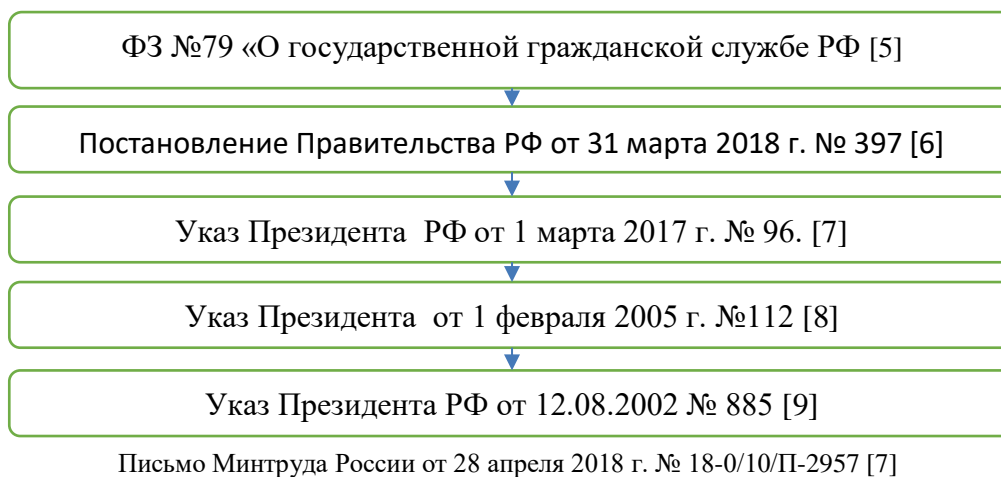 ФЗ №79 «О государственной гражданской службе РФ [5]
Постановление Правительства РФ от 31 марта 2018 г. № 397 [6]
Указ Президента  РФ от 1 марта 2017 г. № 96. [7]
Указ Президента  от 1 февраля 2005 г. №112 [8]
Указ Президента РФ от 12.08.2002 № 885 [9]
Письмо Минтруда России от 28 апреля 2018 г. № 18-0/10/П-2957 [7]